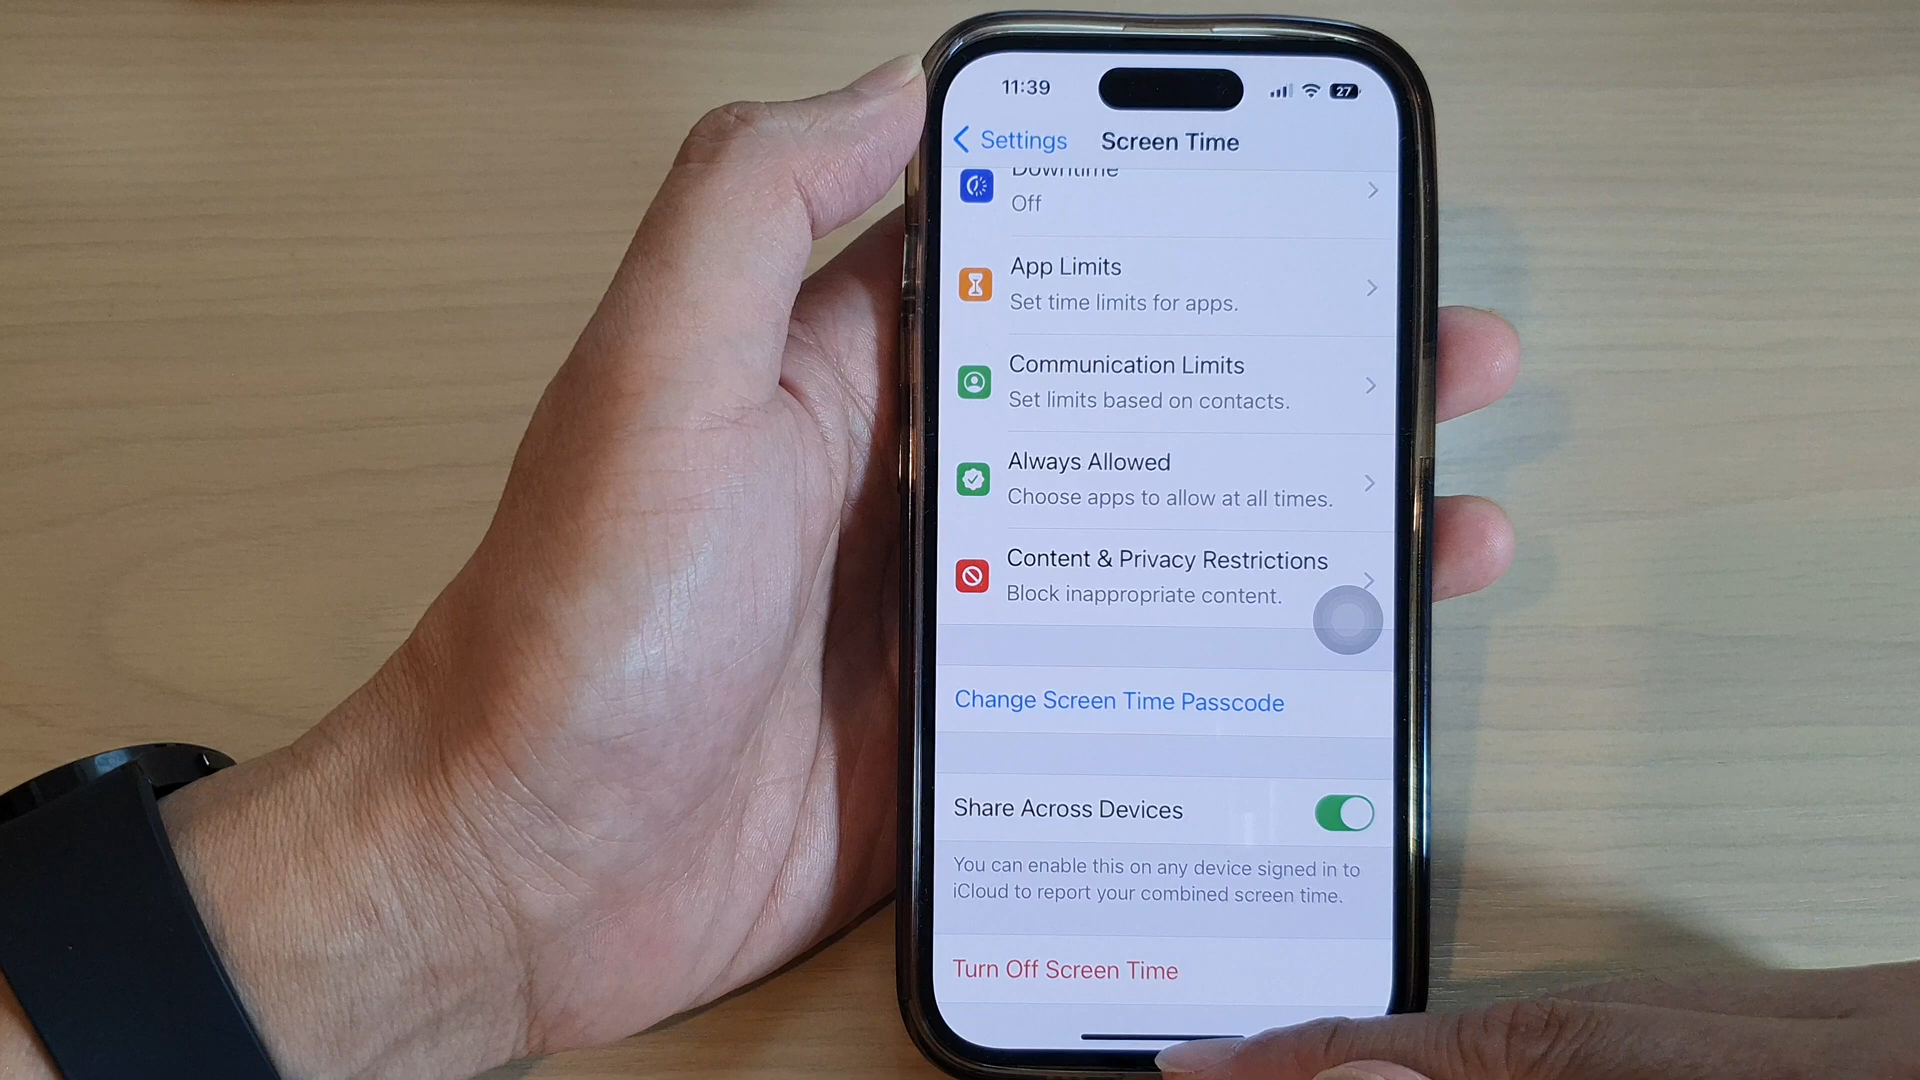 11:39
27
Settings
Screen Time
Downtime
Off
App Limits
Set time limits for apps.
Communication Limits
Set limits based on contacts.
Always Allowed
Choose apps to allow at all times.
Content & Privacy Restrictions
Block inappropriate content.
Change Screen Time Passcode
Share Across Devices
You can enable this on any device signed in to
iCloud to report your combined screen time.
Turn Off Screen Time